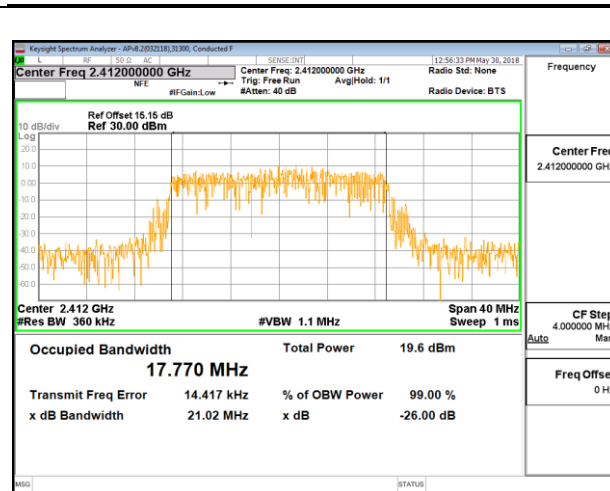 Keysight Spectrum Analyzer - APv8.2(032118),31300, Conducted F
L RF 50 Ω AC SENSE:INT 12:56:33 PM May 30, 2018
Center Freq 2.412000000 GHz Center Freq: 2.412000000 GHz Radio Std: None Frequency
NFE Trig: Free Run Avg|Hold: 1/1
#IFGain:Low #Atten: 40 dB Radio Device: BTS
Ref Offset 15.15 dB
10 dB/div Ref 30.00 dBm
Log
20.0
10.0
0.00
-10.0
-20.0
-30.0
-40.0
-50.0
-60.0
Center Freq
2.412000000 GHz
Center 2.412 GHz Span 40 MHz
#Res BW 360 kHz #VBW 1.1 MHz Sweep 1 ms
CF Step
4.000000 MHz
Auto Man
Occupied Bandwidth Total Power 19.6 dBm
17.770 MHz
Freq Offset
0 Hz
Transmit Freq Error 14.417 kHz % of OBW Power 99.00 %
x dB Bandwidth 21.02 MHz x dB -26.00 dB
MSG STATUS